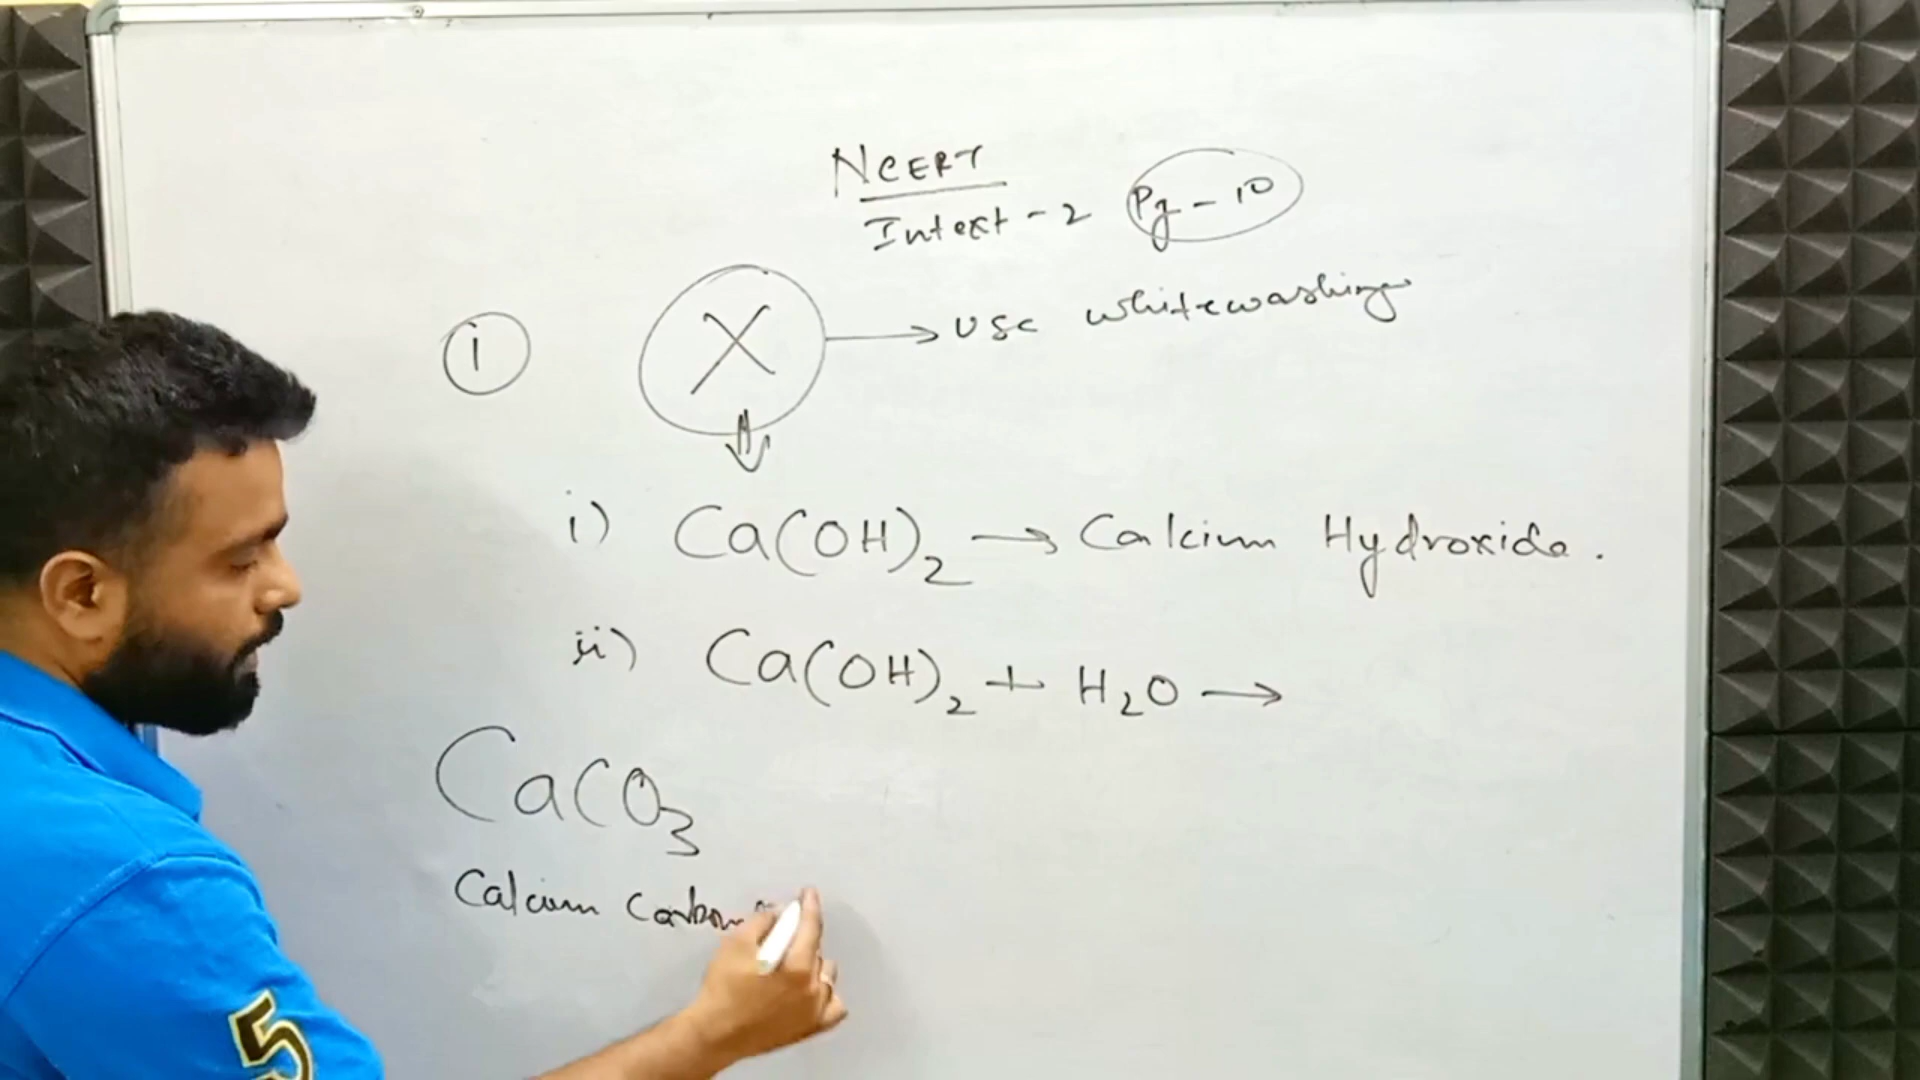 NCERT
Intext - 2 Pg - 10
1 X → use whitewashing
i) Ca(OH)₂ → Calcium Hydroxide.
ii) Ca(OH)₂ + H₂O →
CaCO₃
Calcium
5